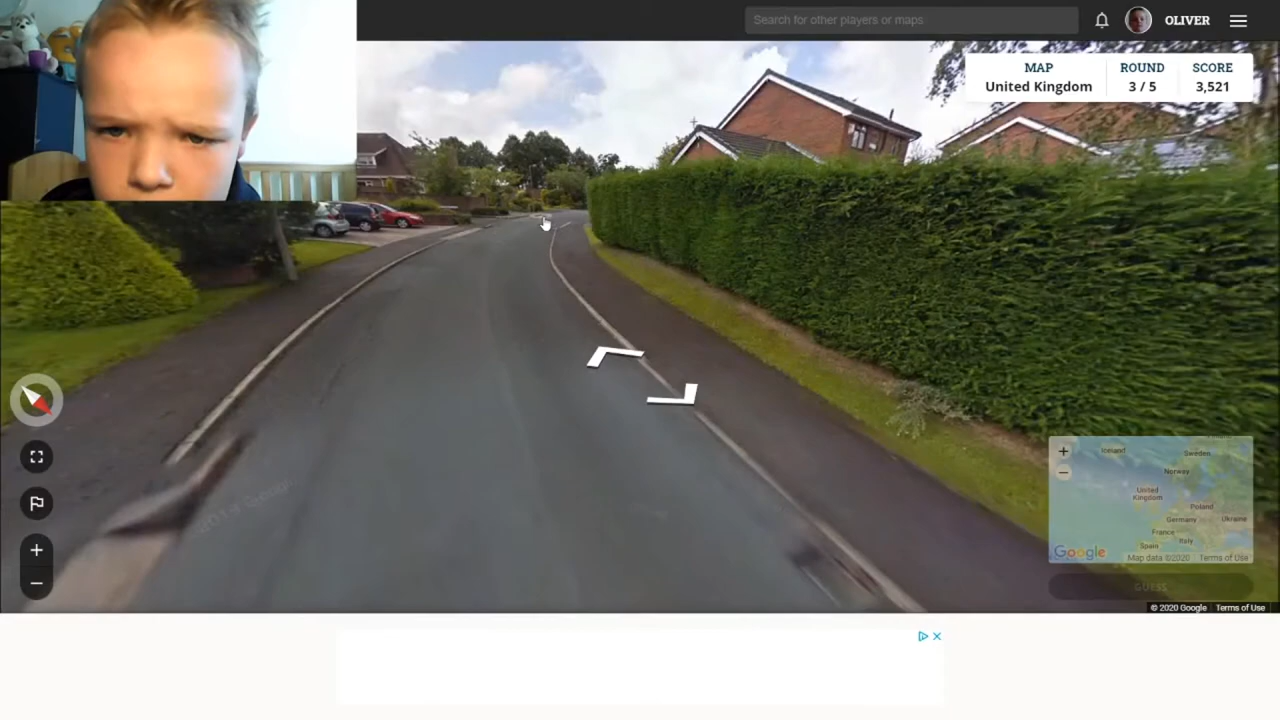 Search for other players or maps
OLIVER
MAP
United Kingdom
ROUND
3 / 5
SCORE
3,521
+
−
Iceland
Sweden
Norway
United
Kingdom
Poland
Germany
Ukraine
France
Italy
Spain
Google
Map data ©2020
Terms of Use
GUESS
+
−
© 2020 Google
Terms of Use